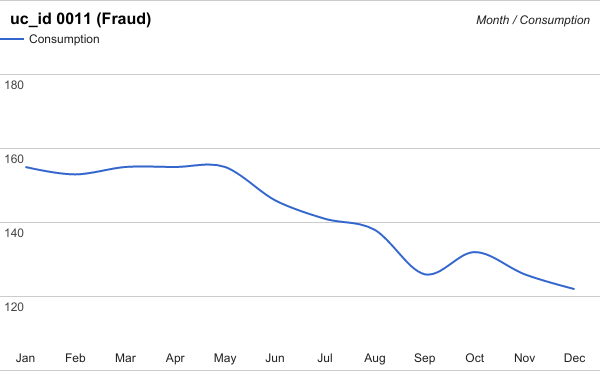 uc_id 0011 (Fraud)
Month / Consumption
Consumption
180
160
140
120
Jan Feb Mar Apr May Jun Jul Aug Sep Oct Nov Dec